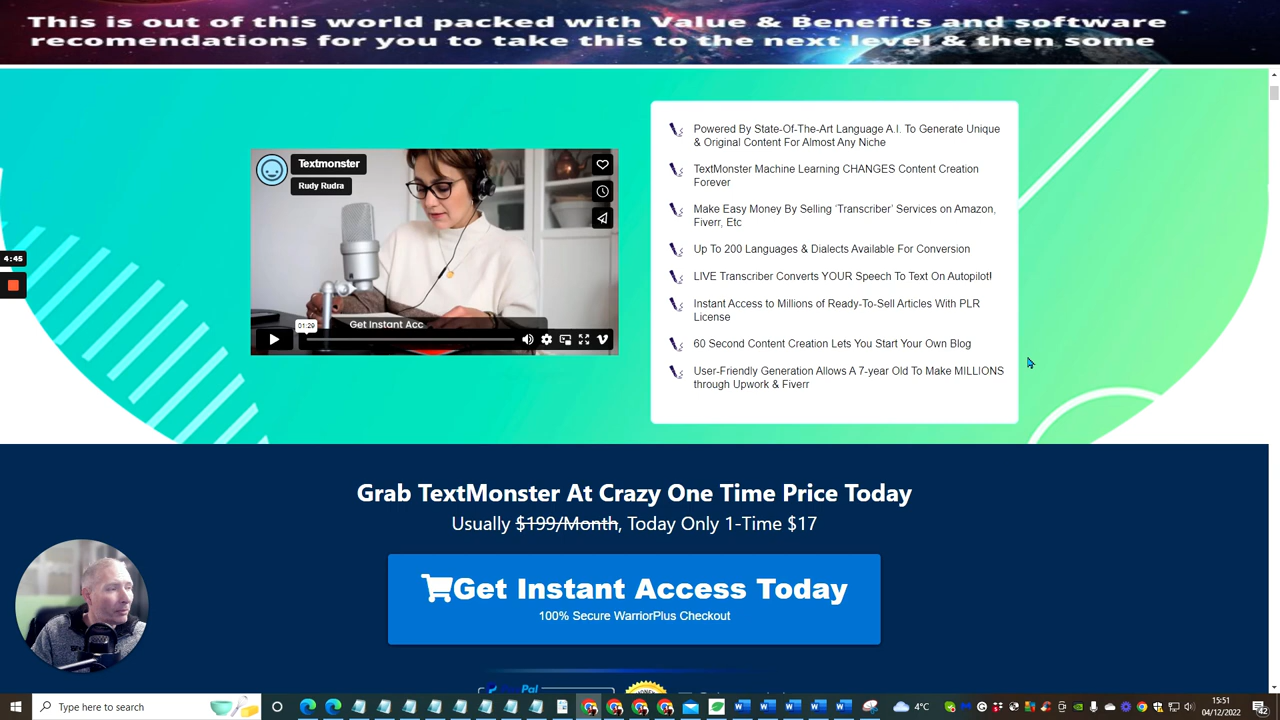 This is out of this world packed with Value & Benefits and software
recomendations for you to take this to the next level & then some
Textmonster
Rudy Rudra
01:29
Get Instant Acc
Powered By State-Of-The-Art Language A.I. To Generate Unique
& Original Content For Almost Any Niche
TextMonster Machine Learning CHANGES Content Creation
Forever
Make Easy Money By Selling ‘Transcriber’ Services on Amazon,
Fiverr, Etc
Up To 200 Languages & Dialects Available For Conversion
LIVE Transcriber Converts YOUR Speech To Text On Autopilot!
Instant Access to Millions of Ready-To-Sell Articles With PLR
License
60 Second Content Creation Lets You Start Your Own Blog
User-Friendly Generation Allows A 7-year Old To Make MILLIONS
through Upwork & Fiverr
4:45
Grab TextMonster At Crazy One Time Price Today
Usually $199/Month, Today Only 1-Time $17
Get Instant Access Today
100% Secure WarriorPlus Checkout
Type here to search
4°C
15:51
04/12/2022